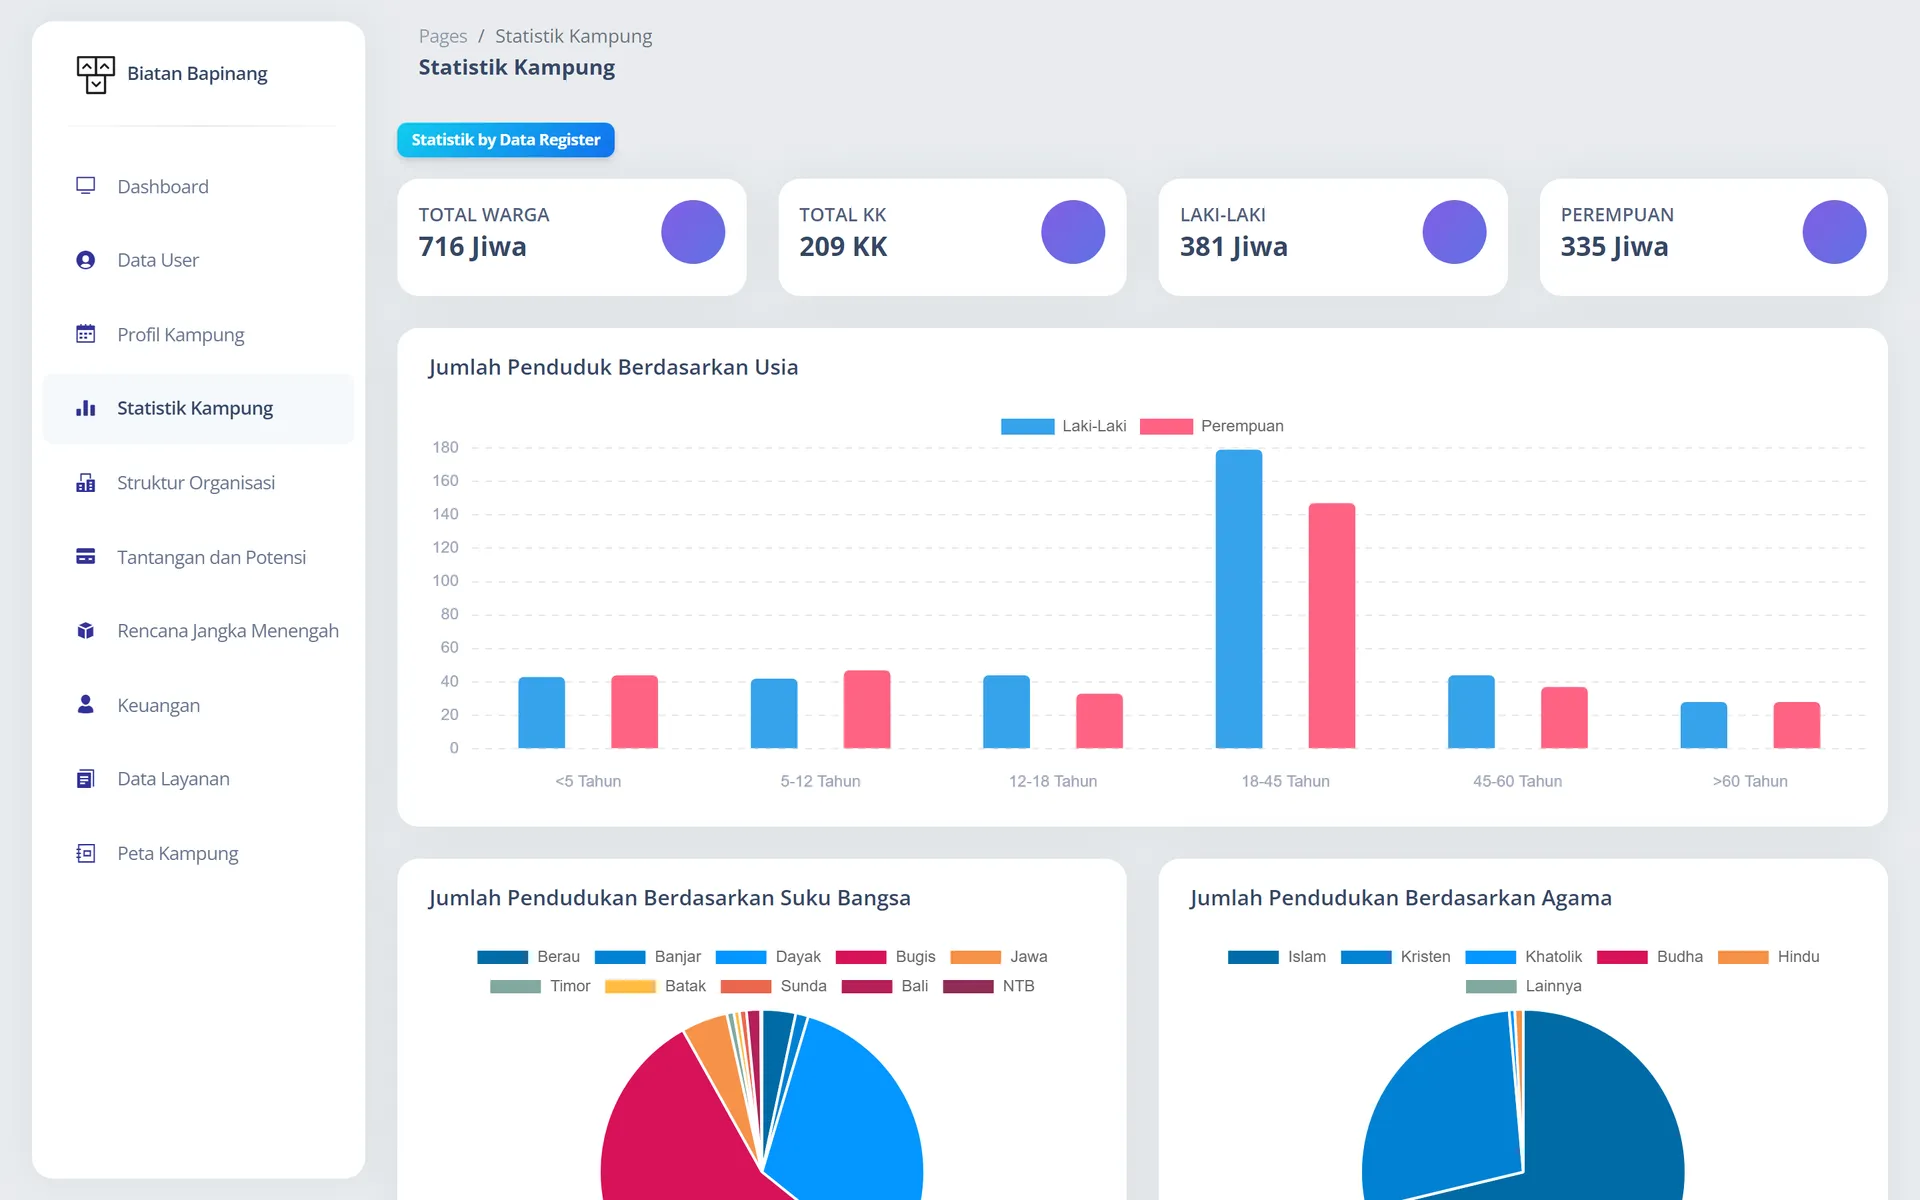 Biatan Bapinang
Dashboard
Data User
Profil Kampung
Statistik Kampung
Struktur Organisasi
Tantangan dan Potensi
Rencana Jangka Menengah
Keuangan
Data Layanan
Peta Kampung
Pages / Statistik Kampung
Statistik Kampung
Statistik by Data Register
TOTAL WARGA
716 Jiwa
TOTAL KK
209 KK
LAKI-LAKI
381 Jiwa
PEREMPUAN
335 Jiwa
Jumlah Penduduk Berdasarkan Usia
Laki-Laki Perempuan
180
160
140
120
100
80
60
40
20
0
<5 Tahun 5-12 Tahun 12-18 Tahun 18-45 Tahun 45-60 Tahun >60 Tahun
Jumlah Pendudukan Berdasarkan Suku Bangsa
Berau Banjar Dayak Bugis Jawa
Timor Batak Sunda Bali NTB
Jumlah Pendudukan Berdasarkan Agama
Islam Kristen Khatolik Budha Hindu
Lainnya